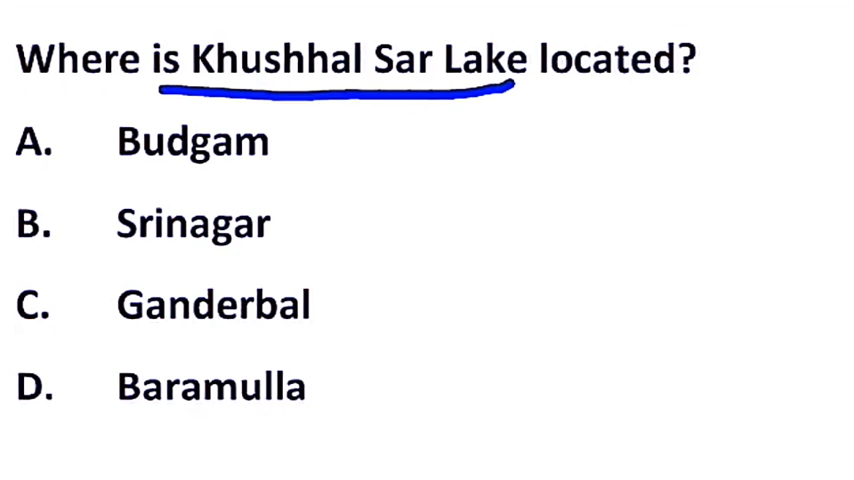 Where is Khushhal Sar Lake located?
A. Budgam
B. Srinagar
C. Ganderbal
D. Baramulla